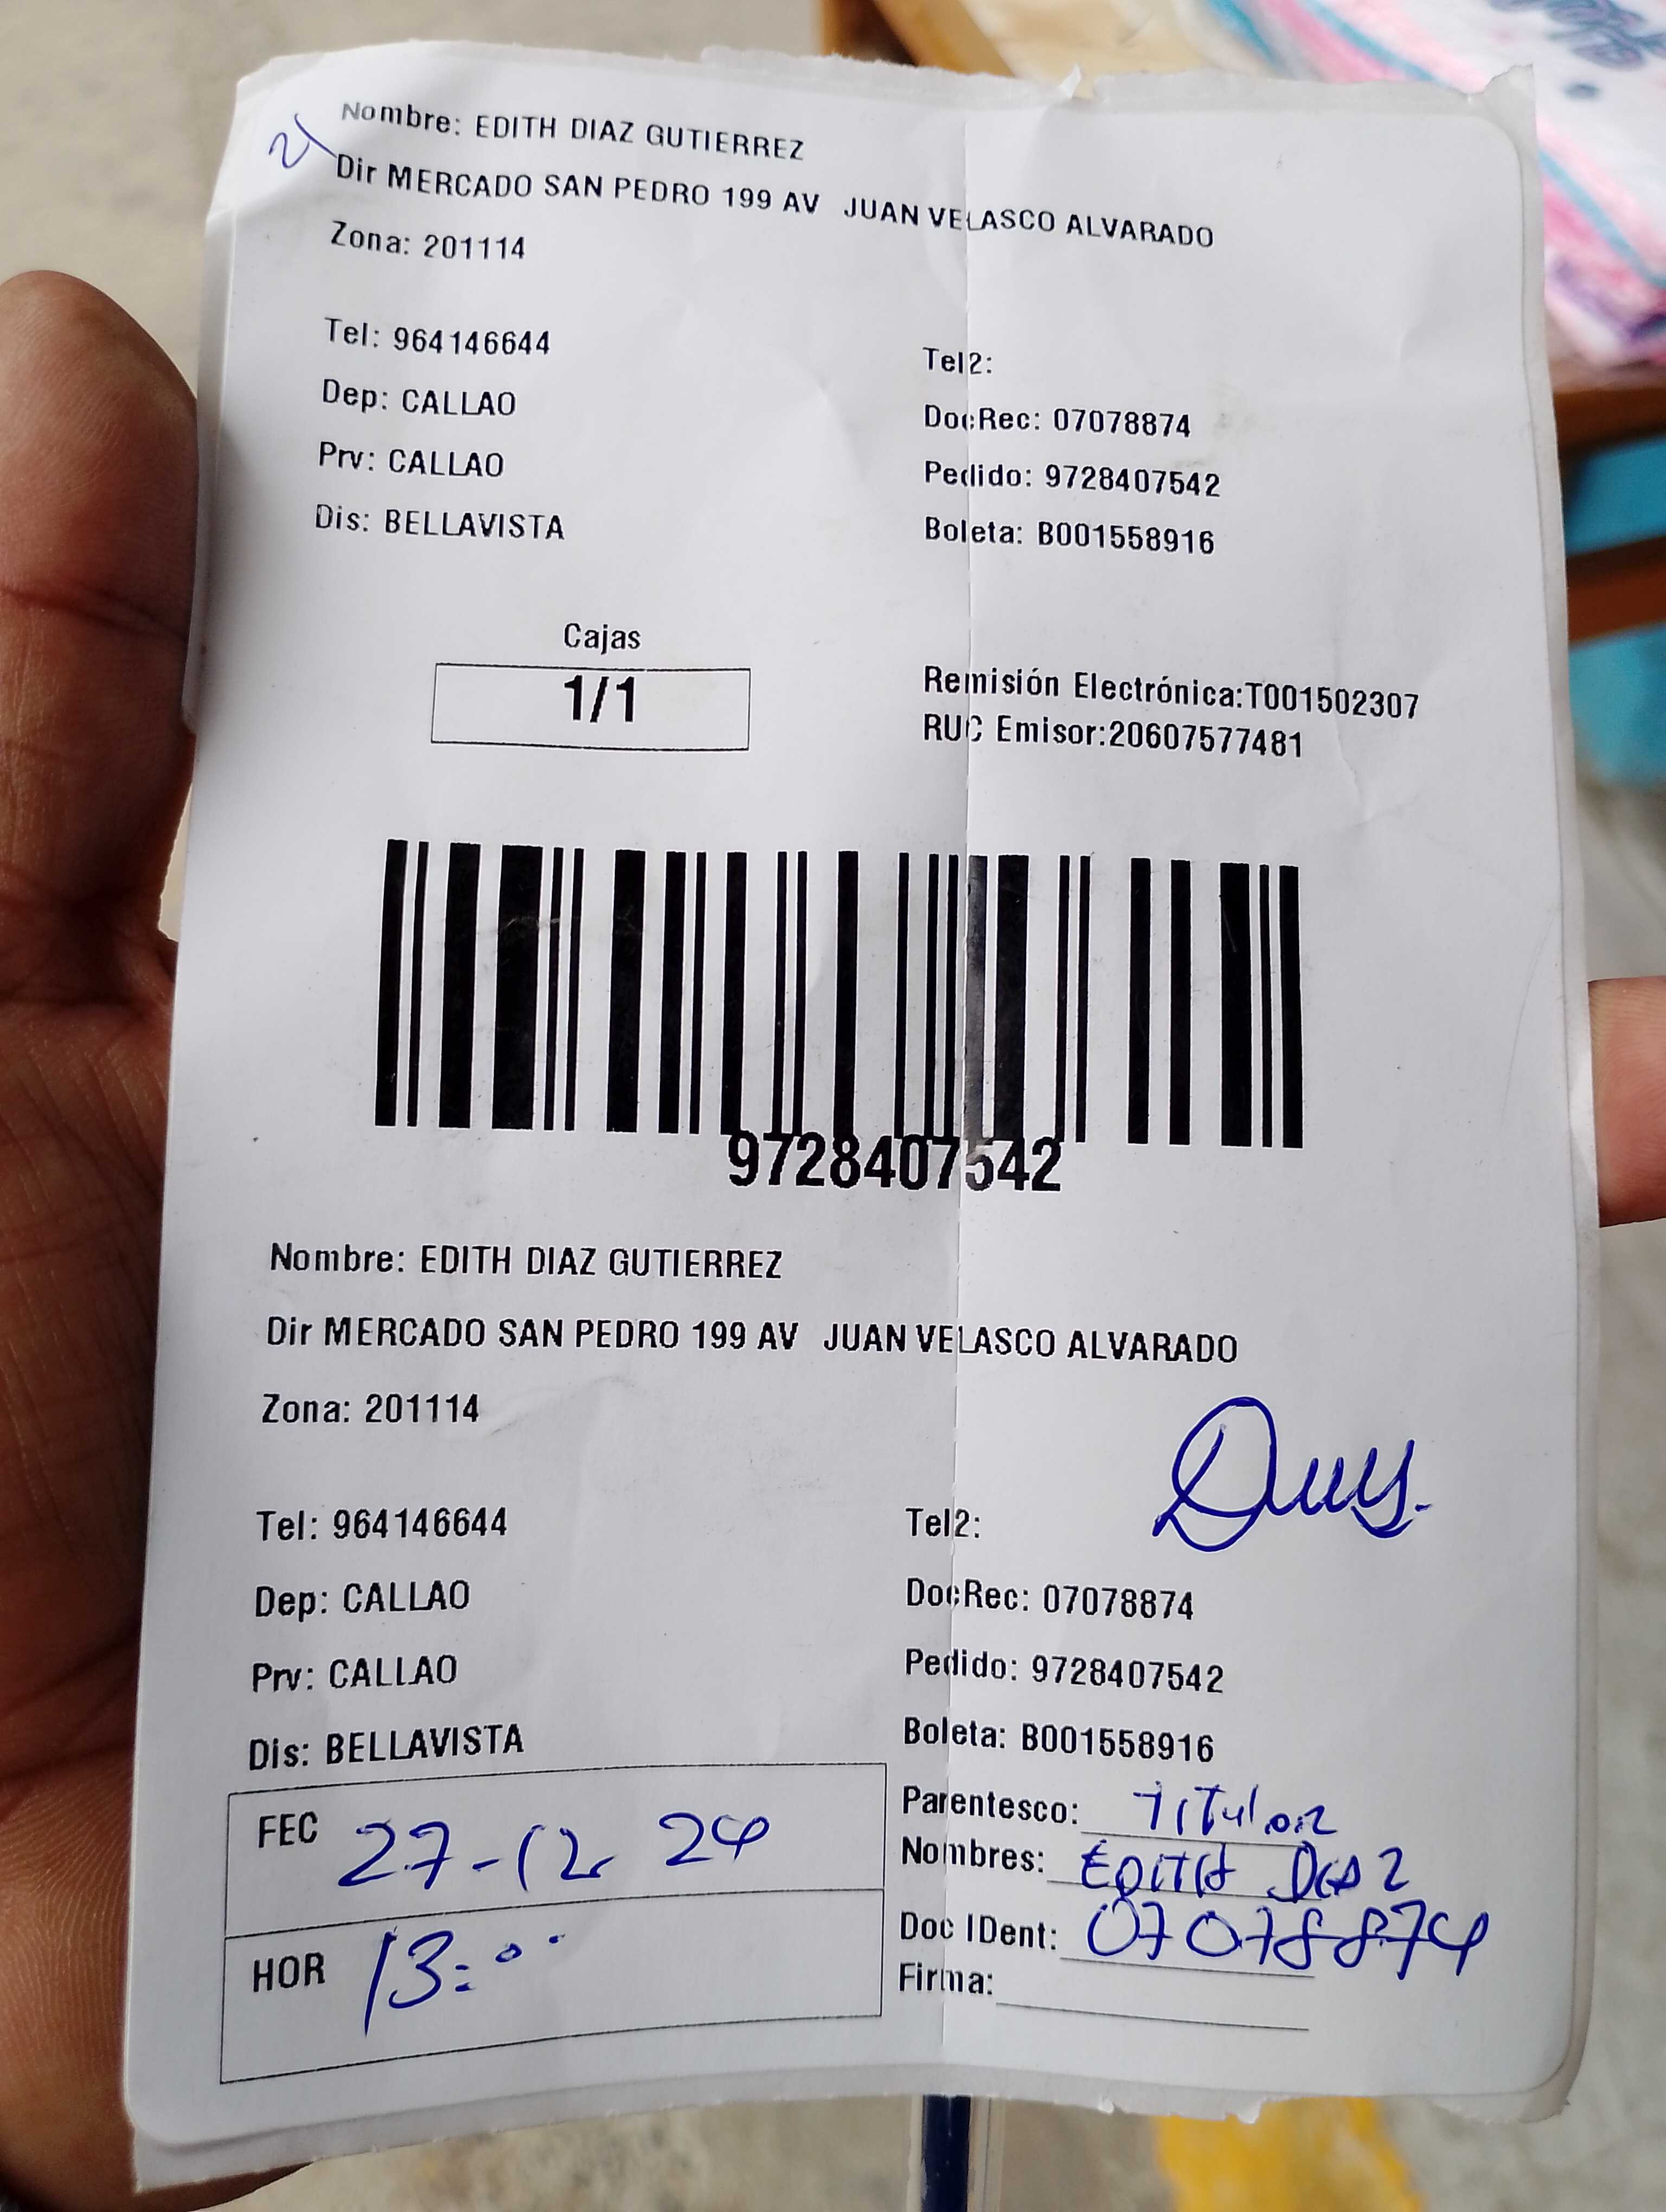 Nombre: EDITH DIAZ GUTIERREZ
2)
Dir MERCADO SAN PEDRO 199 AV JUAN VELASCO ALVARADO
Zona: 201114
Tel: 964146644
Tel2:
Dep: CALLAO
DocRec: 07078874
Prv: CALLAO
Pedido: 9728407542
Dis: BELLAVISTA
Boleta: B001558916
Cajas
1/1
Remisión Electrónica:T001502307
RUC Emisor:20607577481
9728407542
Nombre: EDITH DIAZ GUTIERREZ
Dir MERCADO SAN PEDRO 199 AV JUAN VELASCO ALVARADO
Zona: 201114
Tel: 964146644
Tel2:
Dep: CALLAO
DocRec: 07078874
Prv: CALLAO
Pedido: 9728407542
Dis: BELLAVISTA
Boleta: B001558916
FEC 27-12 24
HOR 13:00
Parentesco: TITULAR
Nombres: EDITH DIAZ
Doc IDent: 07078874
Firma: